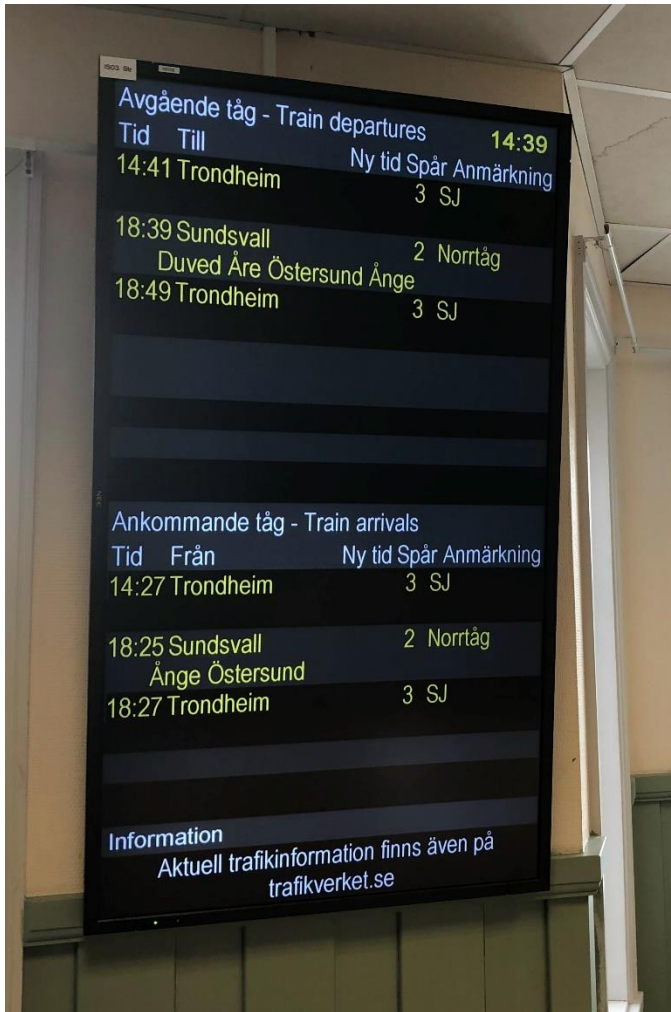 Avgående tåg - Train departures 14:39
Tid Till Ny tid Spår Anmärkning
14:41 Trondheim 3 SJ
18:39 Sundsvall 2 Norrtåg
Duved Åre Östersund Ånge
18:49 Trondheim 3 SJ
Ankommande tåg - Train arrivals
Tid Från Ny tid Spår Anmärkning
14:27 Trondheim 3 SJ
18:25 Sundsvall 2 Norrtåg
Ånge Östersund
18:27 Trondheim 3 SJ
Information
Aktuell trafikinformation finns även på
trafikverket.se